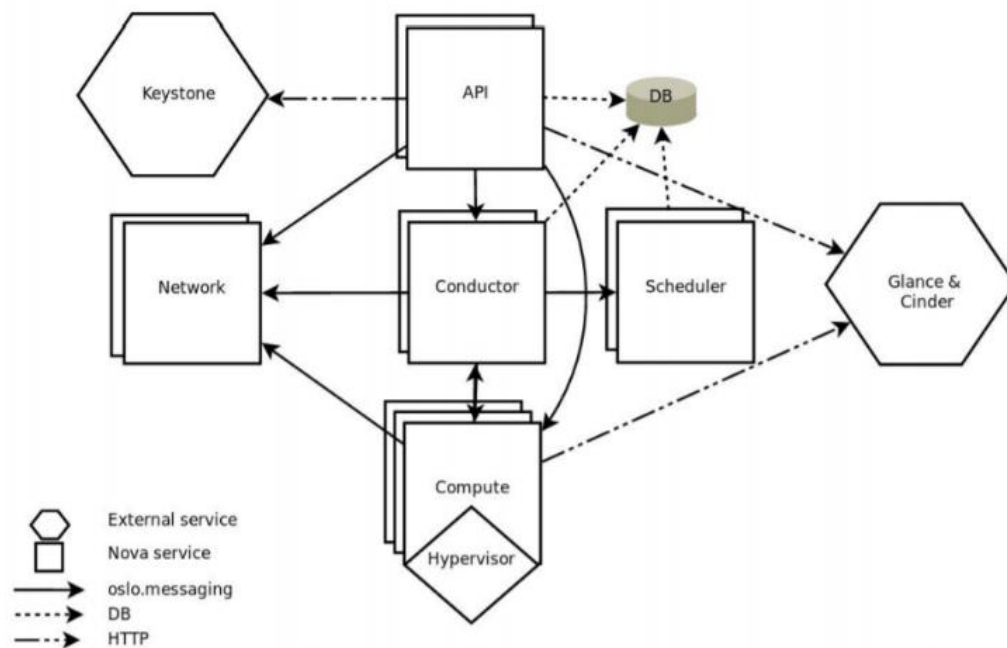 Keystone
API
DB
Network
Conductor
Scheduler
Glance &
Cinder
Compute
Hypervisor
External service
Nova service
oslo.messaging
DB
HTTP